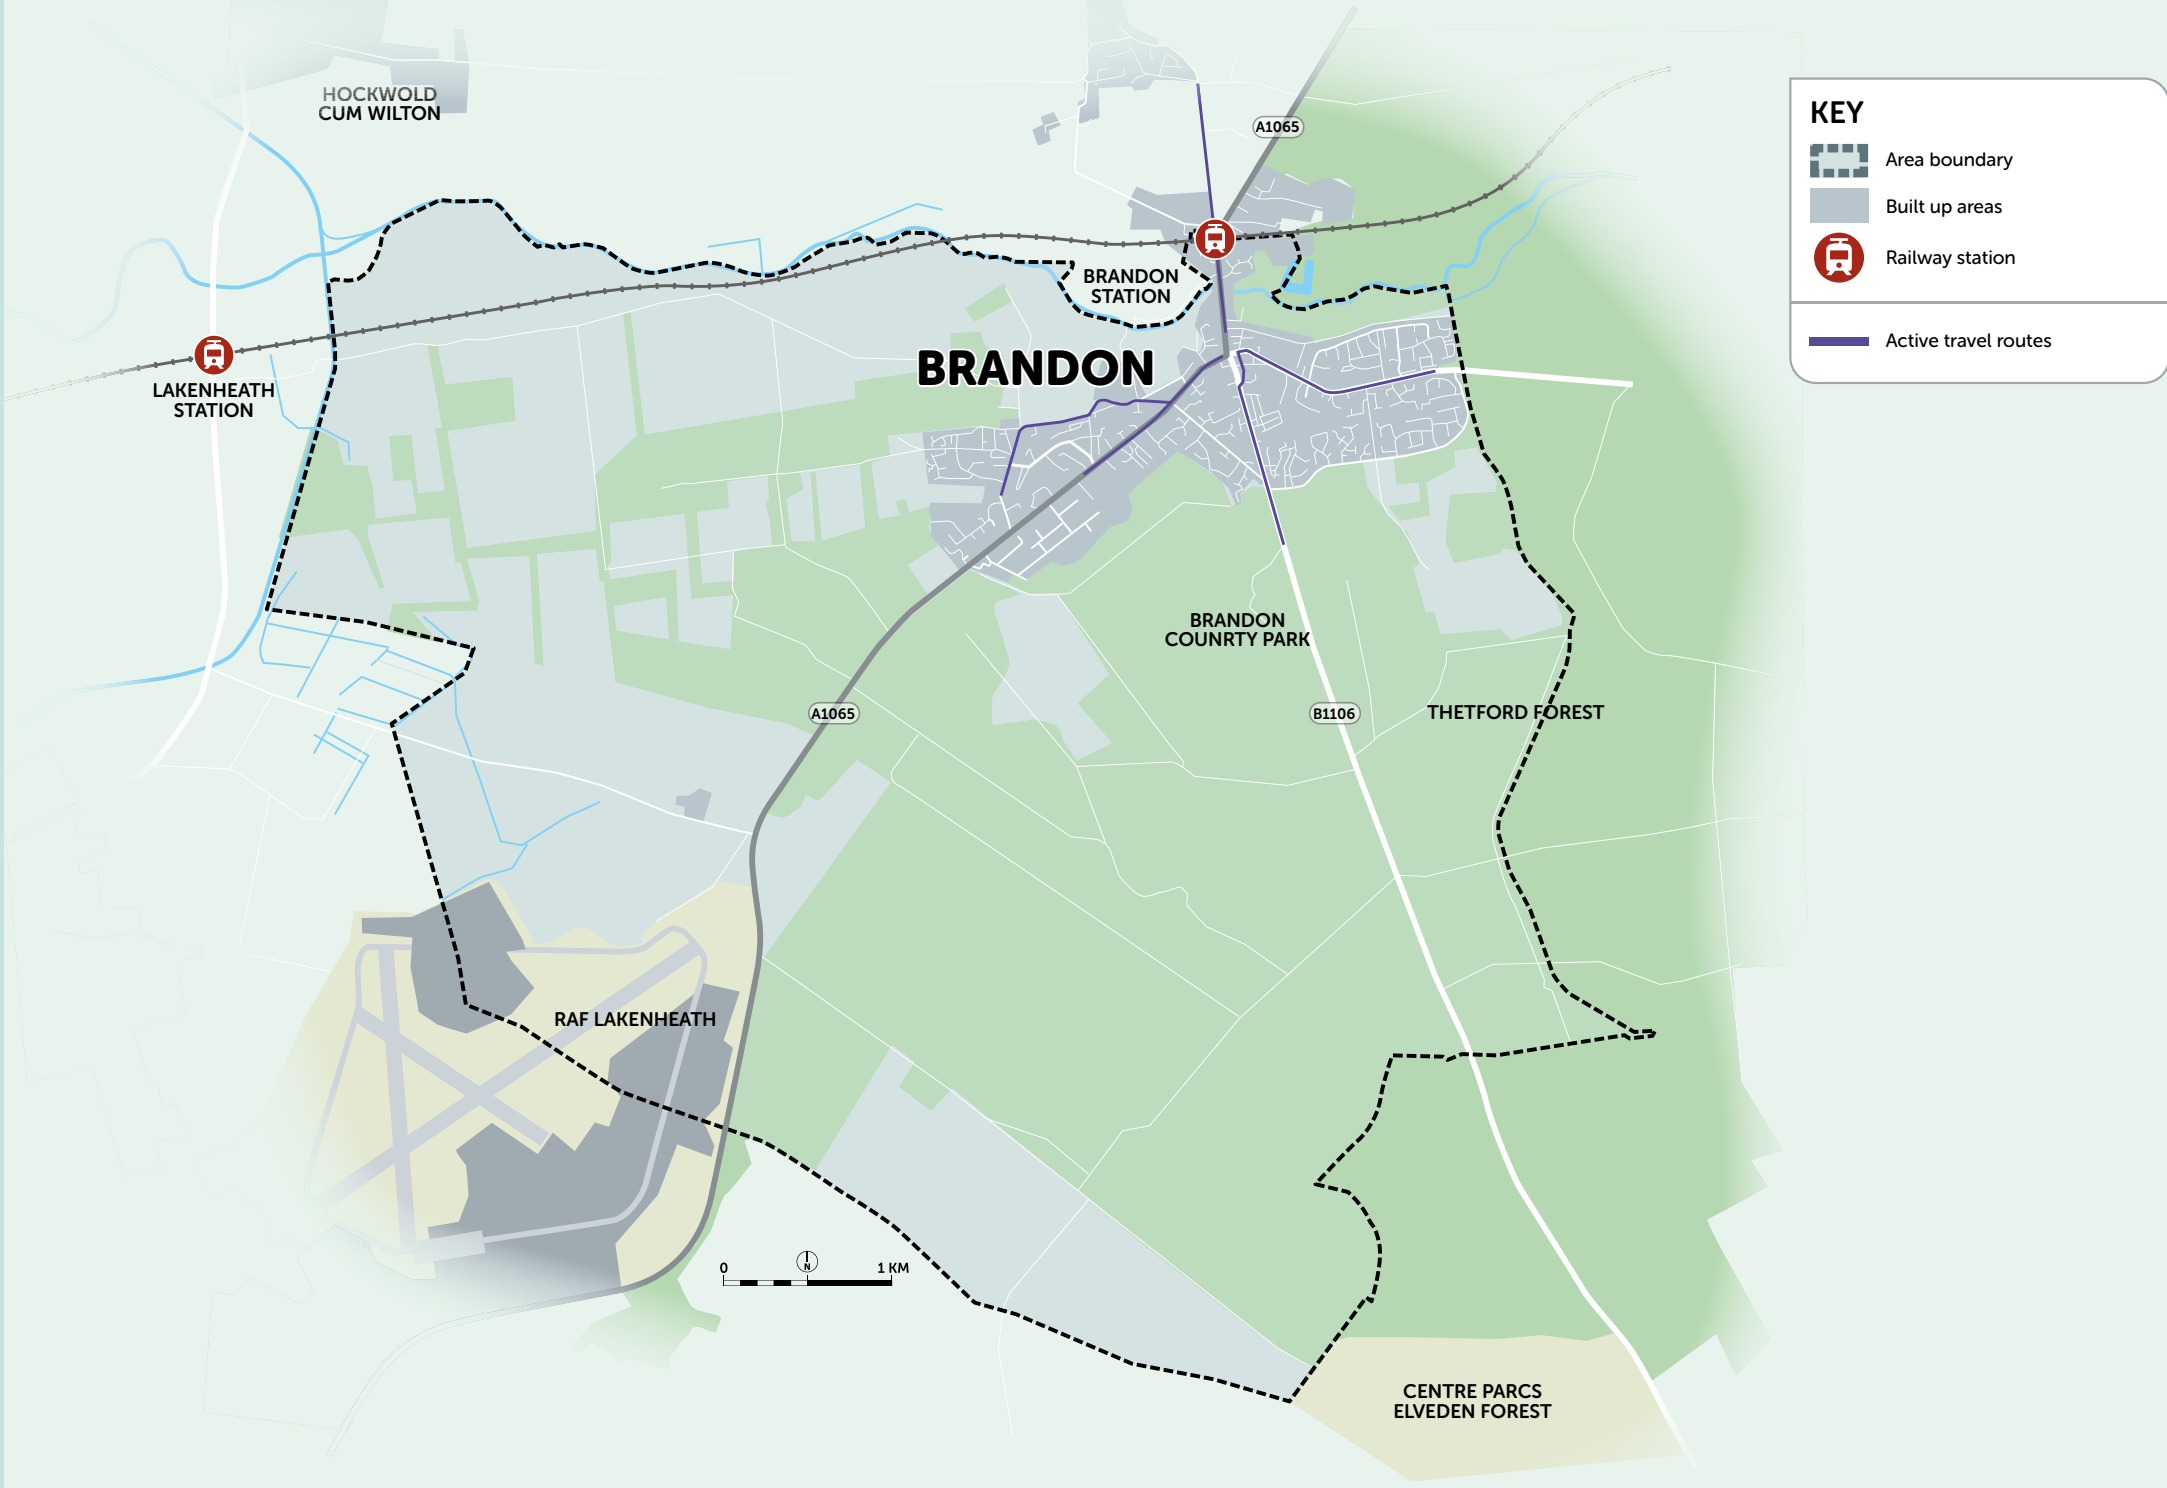 HOCKWOLD
CUM WILTON
A1065
KEY
Area boundary
Built up areas
Railway station
Active travel routes
BRANDON
STATION
BRANDON
LAKENHEATH
STATION
BRANDON
COUNRTY PARK
A1065
B1106
THETFORD FOREST
RAF LAKENHEATH
0
N
1 KM
CENTRE PARCS
ELVEDEN FOREST